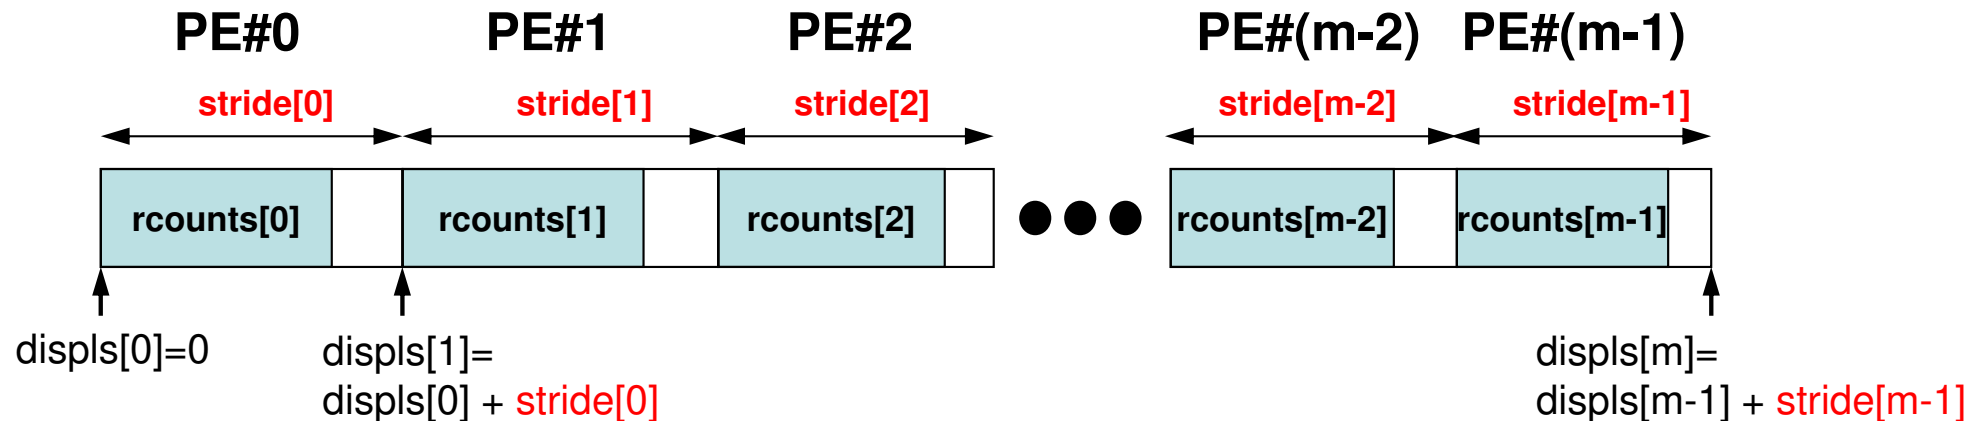 PE#0 PE#1 PE#2 PE#(m-2) PE#(m-1)
stride[0] stride[1] stride[2] stride[m-2] stride[m-1]
rcounts[0] rcounts[1] rcounts[2] rcounts[m-2] rcounts[m-1]
displs[0]=0
displs[1]=
displs[0] + stride[0]
displs[m]=
displs[m-1] + stride[m-1]